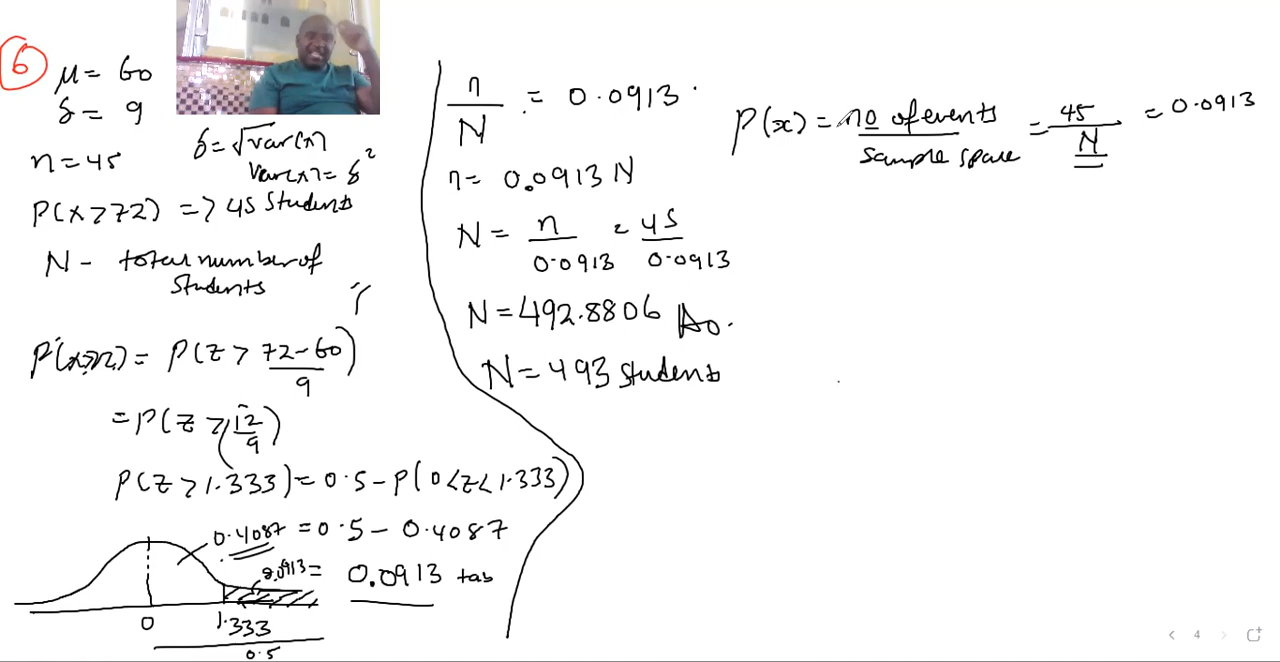 6
μ = 60
δ = 9
n = 45
δ = √var(x)
Var(x) = δ²
P(x > 72) => 45 students
N - total number of
students
P(x>72) = P(z > 72-60/9)
= P(z > 12/9)
P(z > 1.333) = 0.5 - P(0<z<1.333)
0.4087 = 0.5 - 0.4087
0.0913 = 0.0913 tab
0 1.333
0.5
n/N = 0.0913
n = 0.0913 N
N = n/0.0913 = 45/0.0913
N = 492.8806
N = 493 students
P(x) = no of events/sample space = 45/N = 0.0913
4